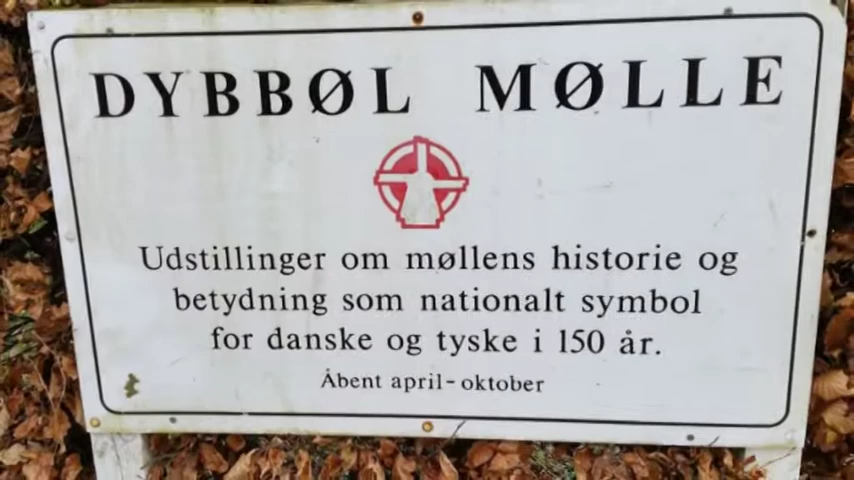 DYBBØL MØLLE
Udstillinger om møllens historie og
betydning som nationalt symbol
for danske og tyske i 150 år.
Åbent april-oktober